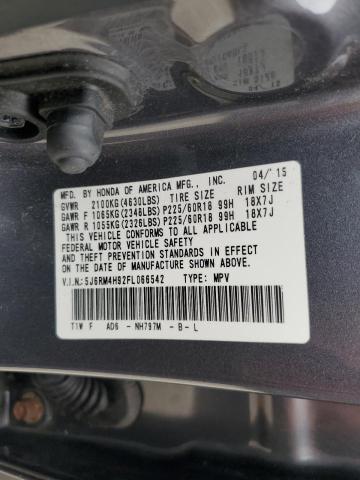 MFD. BY HONDA OF AMERICA MFG., INC. 04/'15
GVWR 2100KG(4630LBS) TIRE SIZE RIM SIZE
GAWR F 1065KG(2348LBS) P225/60R18 99H 18X7J
GAWR R 1055KG(2326LBS) P225/60R18 99H 18X7J
THIS VEHICLE CONFORMS TO ALL APPLICABLE
FEDERAL MOTOR VEHICLE SAFETY
AND THEFT PREVENTION STANDARDS IN EFFECT ON THE
DATE OF MANUFACTURE SHOWN ABOVE.
V.I.N.:5J6RM4H92FL066542 TYPE: MPV
T1W F AD6 -NH797M -B-L